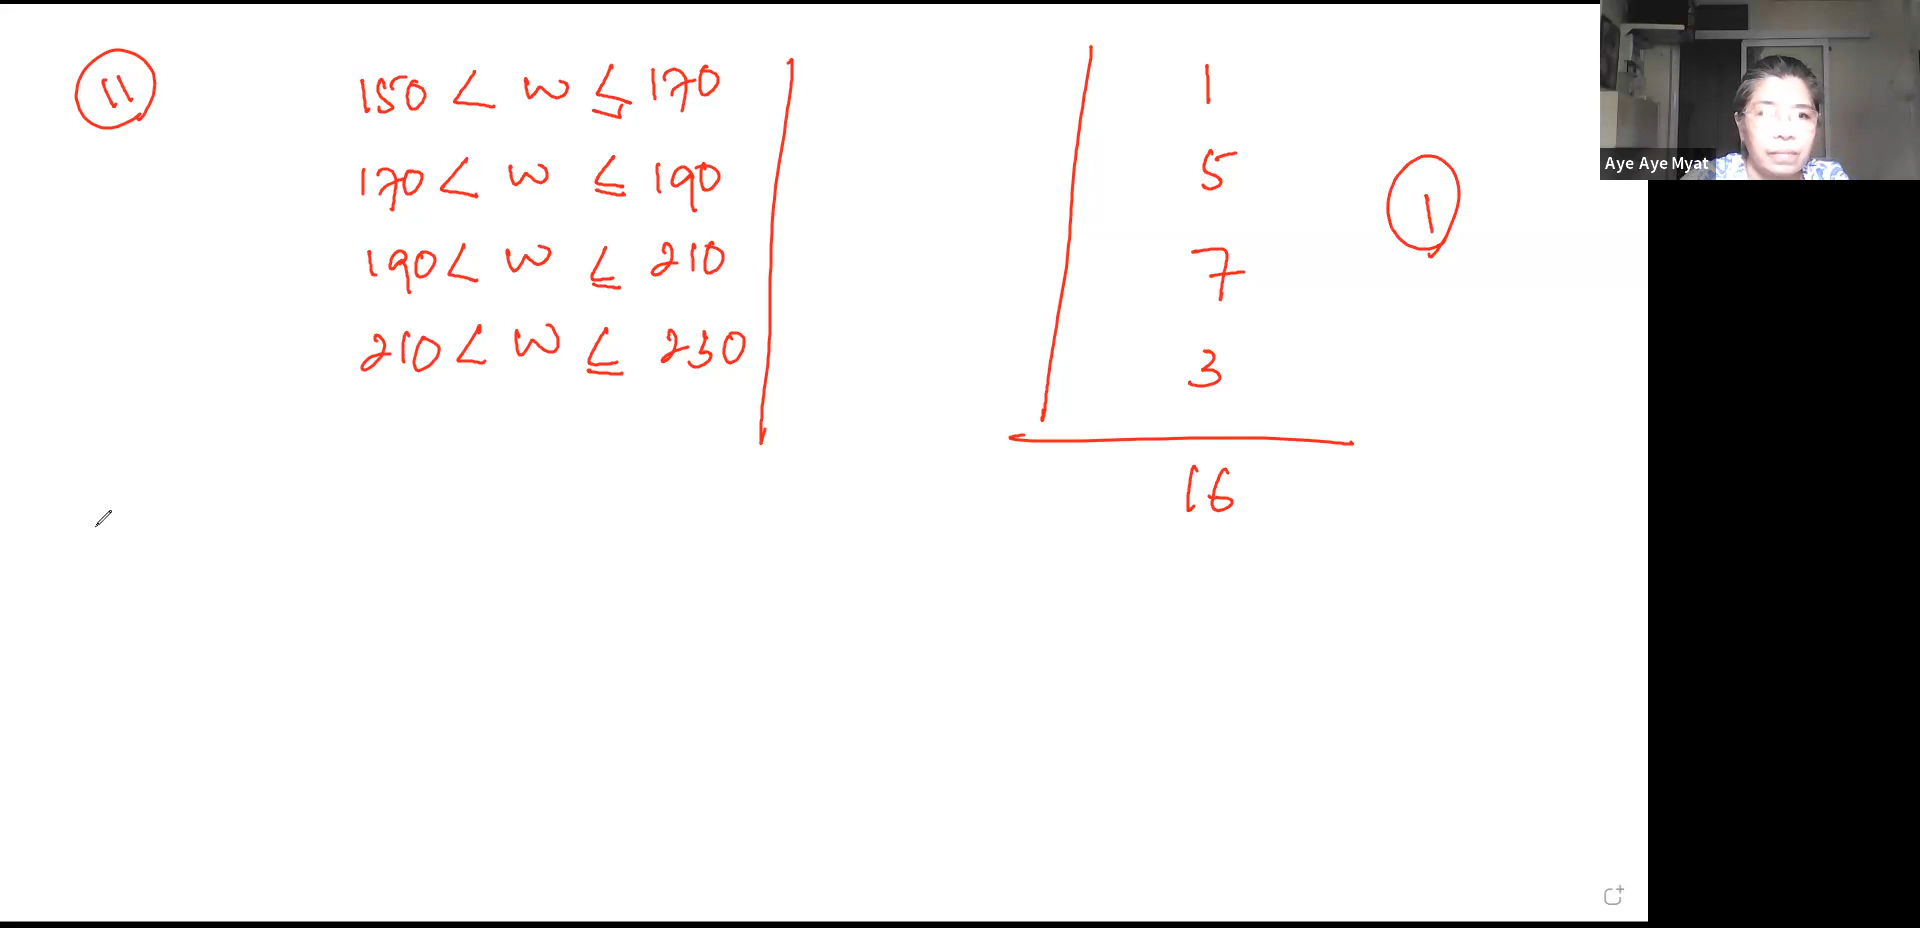 11 150 < w ≤ 170 1
170 < w ≤ 190 5 1
190 < w ≤ 210 7
210 < w ≤ 230 3
16
Aye Aye Myat